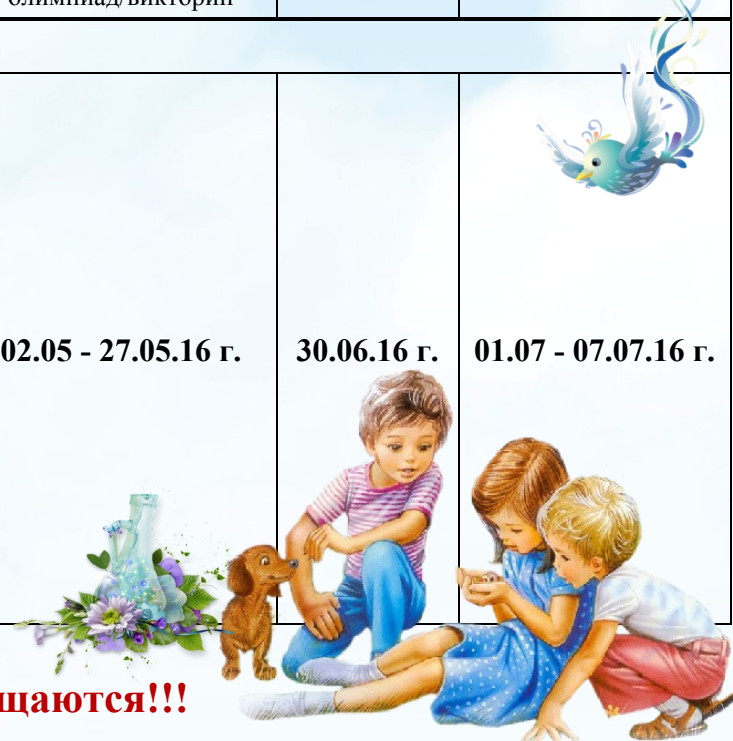 олимпиад/викторин
02.05 - 27.05.16 г. 30.06.16 г. 01.07 - 07.07.16 г.
щаются!!!